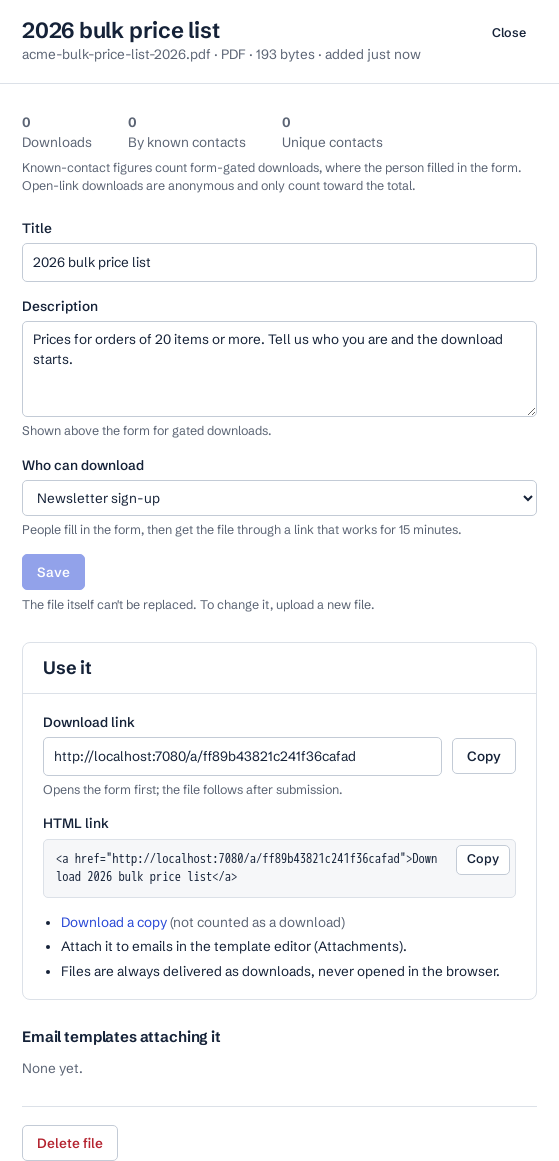 2026 bulk price list
Close
acme-bulk-price-list-2026.pdf · PDF · 193 bytes · added just now
0
Downloads
0
By known contacts
0
Unique contacts
Known-contact figures count form-gated downloads, where the person filled in the form.
Open-link downloads are anonymous and only count toward the total.
Title
2026 bulk price list
Description
Prices for orders of 20 items or more. Tell us who you are and the download
starts.
Shown above the form for gated downloads.
Who can download
Newsletter sign-up
People fill in the form, then get the file through a link that works for 15 minutes.
Save
The file itself can't be replaced. To change it, upload a new file.
Use it
Download link
http://localhost:7080/a/ff89b43821c241f36cafad
Copy
Opens the form first; the file follows after submission.
HTML link
<a href="http://localhost:7080/a/ff89b43821c241f36cafad">Down
load 2026 bulk price list</a>
Copy
• Download a copy (not counted as a download)
• Attach it to emails in the template editor (Attachments).
• Files are always delivered as downloads, never opened in the browser.
Email templates attaching it
None yet.
Delete file